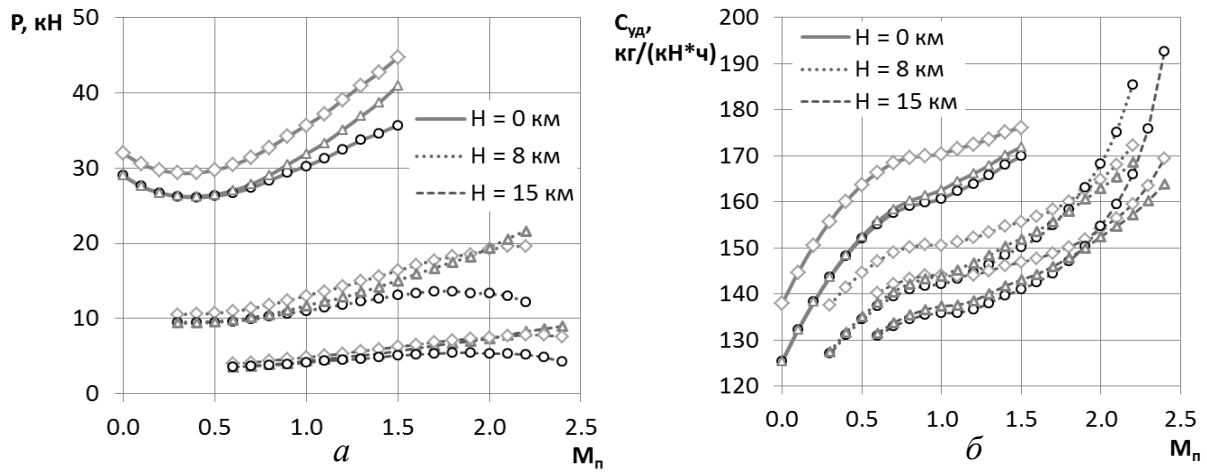 P, кН
50
40
30
20
10
0
0.0 0.5 1.0 1.5 2.0 2.5
H = 0 км
H = 8 км
H = 15 км
а
Mп
Cуд,
кг/(кН*ч)
200
190
180
170
160
150
140
130
120
0.0 0.5 1.0 1.5 2.0 2.5
H = 0 км
H = 8 км
H = 15 км
б
Mп